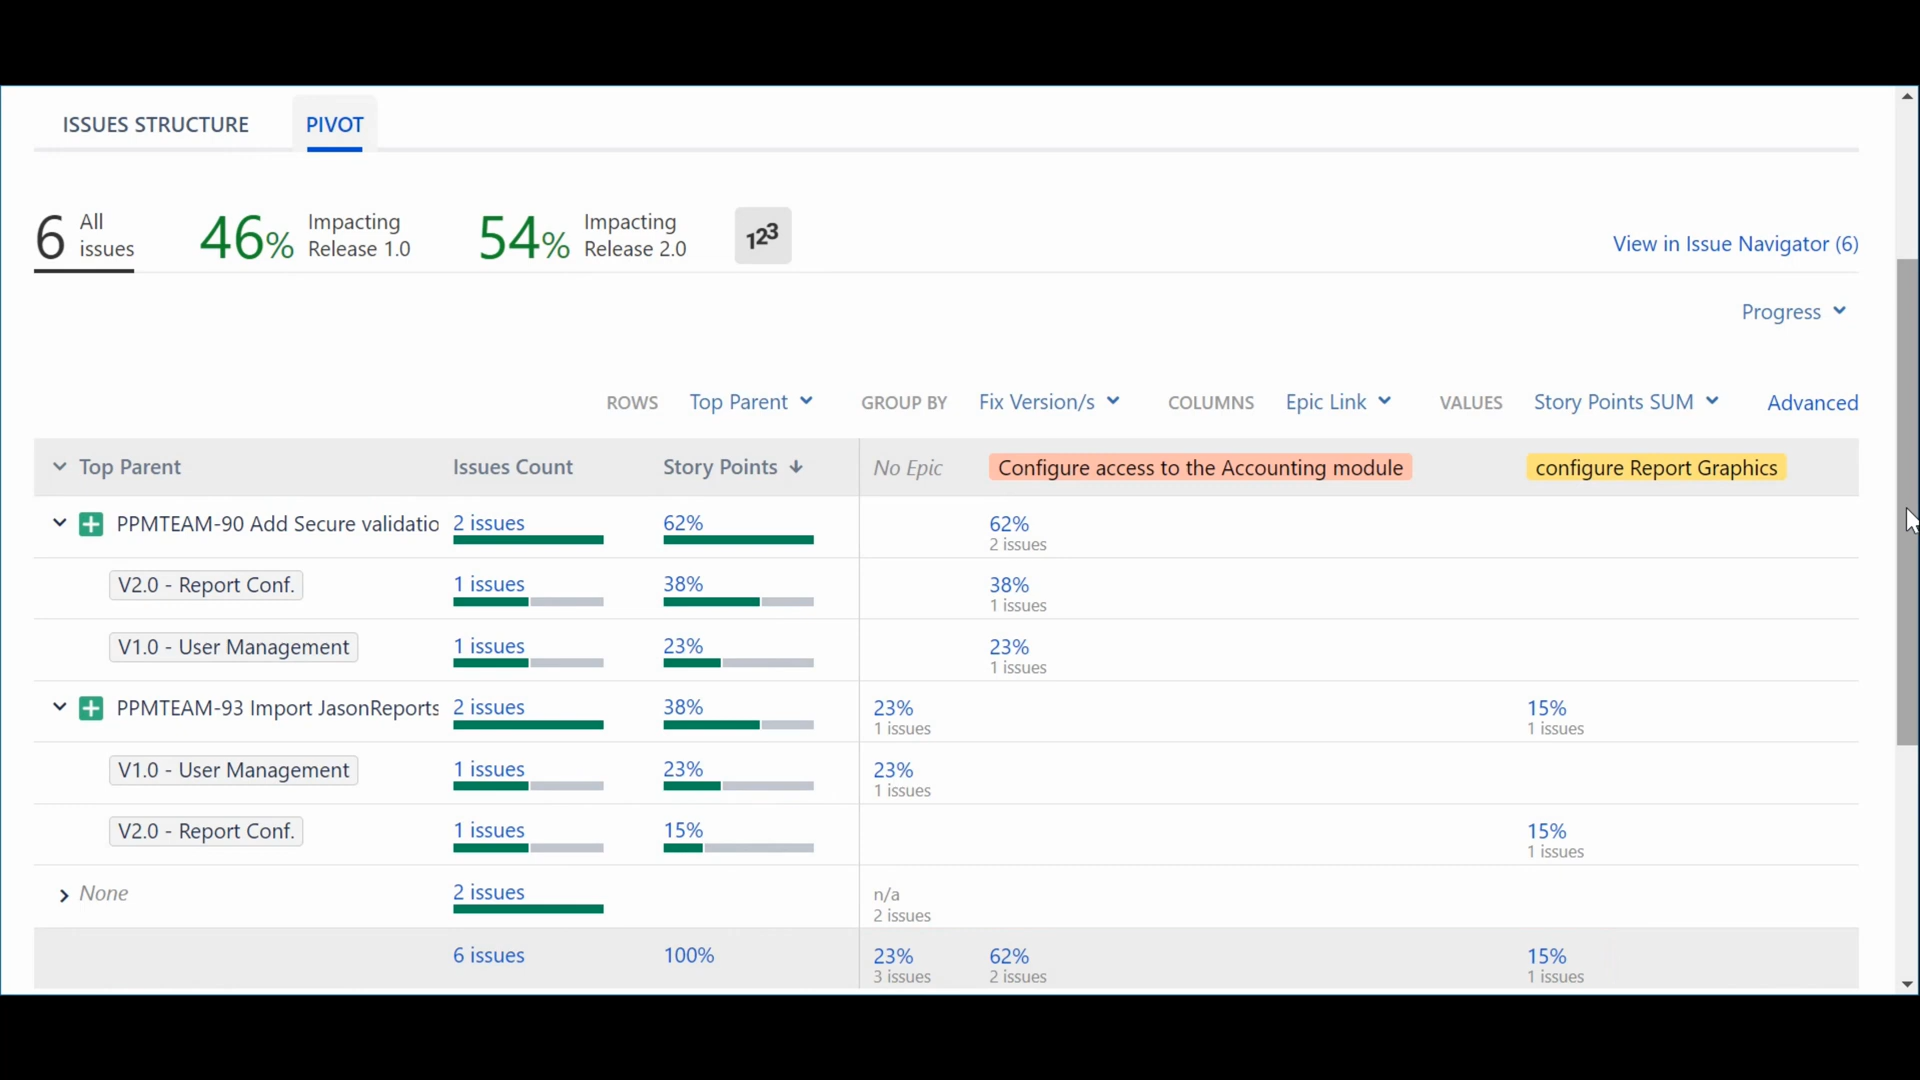 ISSUES STRUCTURE PIVOT
6 All issues 46% Impacting Release 1.0 54% Impacting Release 2.0 123
View in Issue Navigator (6)
Progress
ROWS Top Parent GROUP BY Fix Version/s COLUMNS Epic Link VALUES Story Points SUM Advanced
Top Parent Issues Count Story Points No Epic Configure access to the Accounting module configure Report Graphics
PPMTEAM-90 Add Secure validatio 2 issues 62% 62% 2 issues
V2.0 - Report Conf. 1 issues 38% 38% 1 issues
V1.0 - User Management 1 issues 23% 23% 1 issues
PPMTEAM-93 Import JasonReports 2 issues 38% 23% 1 issues 15% 1 issues
V1.0 - User Management 1 issues 23% 23% 1 issues
V2.0 - Report Conf. 1 issues 15% 15% 1 issues
None 2 issues n/a 2 issues
6 issues 100% 23% 3 issues 62% 2 issues 15% 1 issues